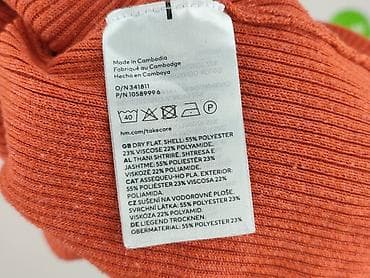 Made in Cambodia
Fabriqué au Cambodge
Hecho en Camboya
O/N 341811
P/N 10589996
40
P
hm.com/takecare
GB DRY FLAT. SHELL: 55% POLYESTER
23% VISCOSE 22% POLYAMIDE.
AL THANI SHTRIRË. SHTRESA E
JASHTME: 55% POLIESTËR 23%
VISKOZË 22% POLIAMID.
CAT ASSEQUEU-HO PLA. EXTERIOR:
55% POLIÈSTER 23% VISCOSA 22%
POLIAMIDA.
CZ SUŠENÍ NA VODOROVNÉ PLOŠE.
SVRCHNÍ LÁTKA: 55% POLYESTER 23%
VISKÓZA 22% POLYAMID.
DE LIEGEND TROCKNEN.
OBERMATERIAL: 55% POLYESTER 23%